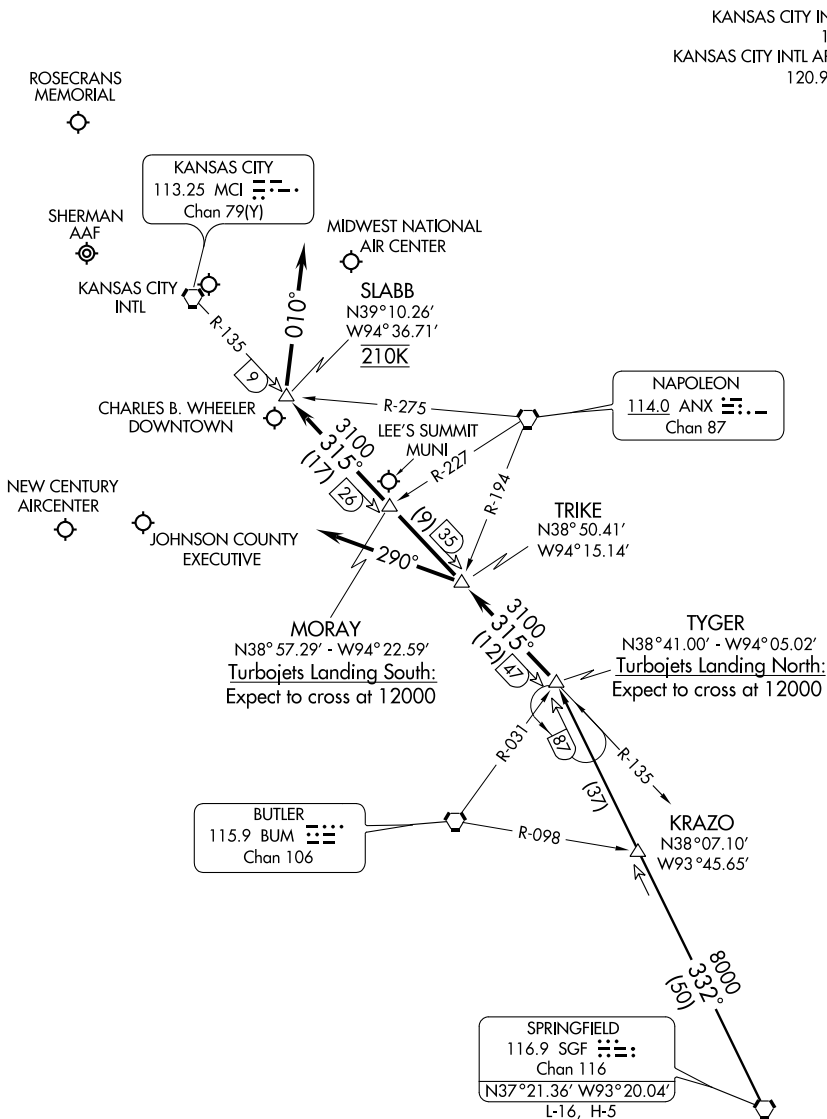 KANSAS CITY IN
1
KANSAS CITY INTL AR
120.9
ROSECRANS
MEMORIAL
KANSAS CITY
113.25 MCI
Chan 79(Y)
SHERMAN
AAF
MIDWEST NATIONAL
AIR CENTER
KANSAS CITY
INTL
SLABB
N39°10.26'
W94°36.71'
210K
010°
R-135
9
NAPOLEON
114.0 ANX
Chan 87
R-275
CHARLES B. WHEELER
DOWNTOWN
LEE'S SUMMIT
MUNI
3100
315°
(17)
26
R-227
R-194
NEW CENTURY
AIRCENTER
JOHNSON COUNTY
EXECUTIVE
(9)
35
290°
TRIKE
N38°50.41'
W94°15.14'
MORAY
N38°57.29' - W94°22.59'
Turbojets Landing South:
Expect to cross at 12000
3100
315°
(12)
47
TYGER
N38°41.00' - W94°05.02'
Turbojets Landing North:
Expect to cross at 12000
R-031
87
R-135
(37)
BUTLER
115.9 BUM
Chan 106
R-098
KRAZO
N38°07.10'
W93°45.65'
8000
332°
(50)
SPRINGFIELD
116.9 SGF
Chan 116
N37°21.36' W93°20.04'
L-16, H-5